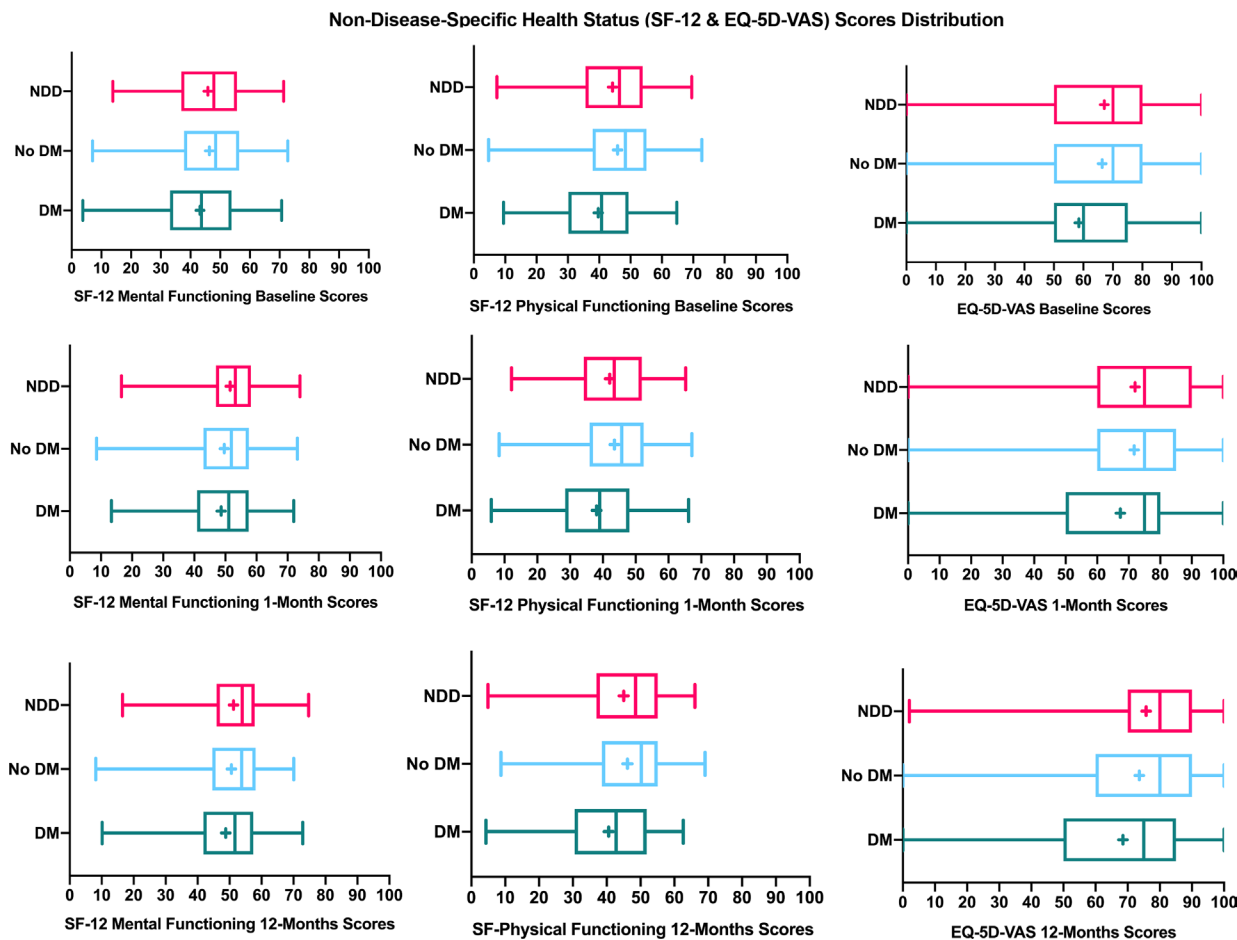 Non-Disease-Specific Health Status (SF-12 & EQ-5D-VAS) Scores Distribution
NDD
No DM
DM
0 10 20 30 40 50 60 70 80 90 100
SF-12 Mental Functioning Baseline Scores
NDD
No DM
DM
0 10 20 30 40 50 60 70 80 90 100
SF-12 Physical Functioning Baseline Scores
NDD
No DM
DM
0 10 20 30 40 50 60 70 80 90 100
EQ-5D-VAS Baseline Scores
NDD
No DM
DM
0 10 20 30 40 50 60 70 80 90 100
SF-12 Mental Functioning 1-Month Scores
NDD
No DM
DM
0 10 20 30 40 50 60 70 80 90 100
SF-12 Physical Functioning 1-Month Scores
NDD
No DM
DM
0 10 20 30 40 50 60 70 80 90 100
EQ-5D-VAS 1-Month Scores
NDD
No DM
DM
0 10 20 30 40 50 60 70 80 90 100
SF-12 Mental Functioning 12-Months Scores
NDD
No DM
DM
0 10 20 30 40 50 60 70 80 90 100
SF-Physical Functioning 12-Months Scores
NDD
No DM
DM
0 10 20 30 40 50 60 70 80 90 100
EQ-5D-VAS 12-Months Scores